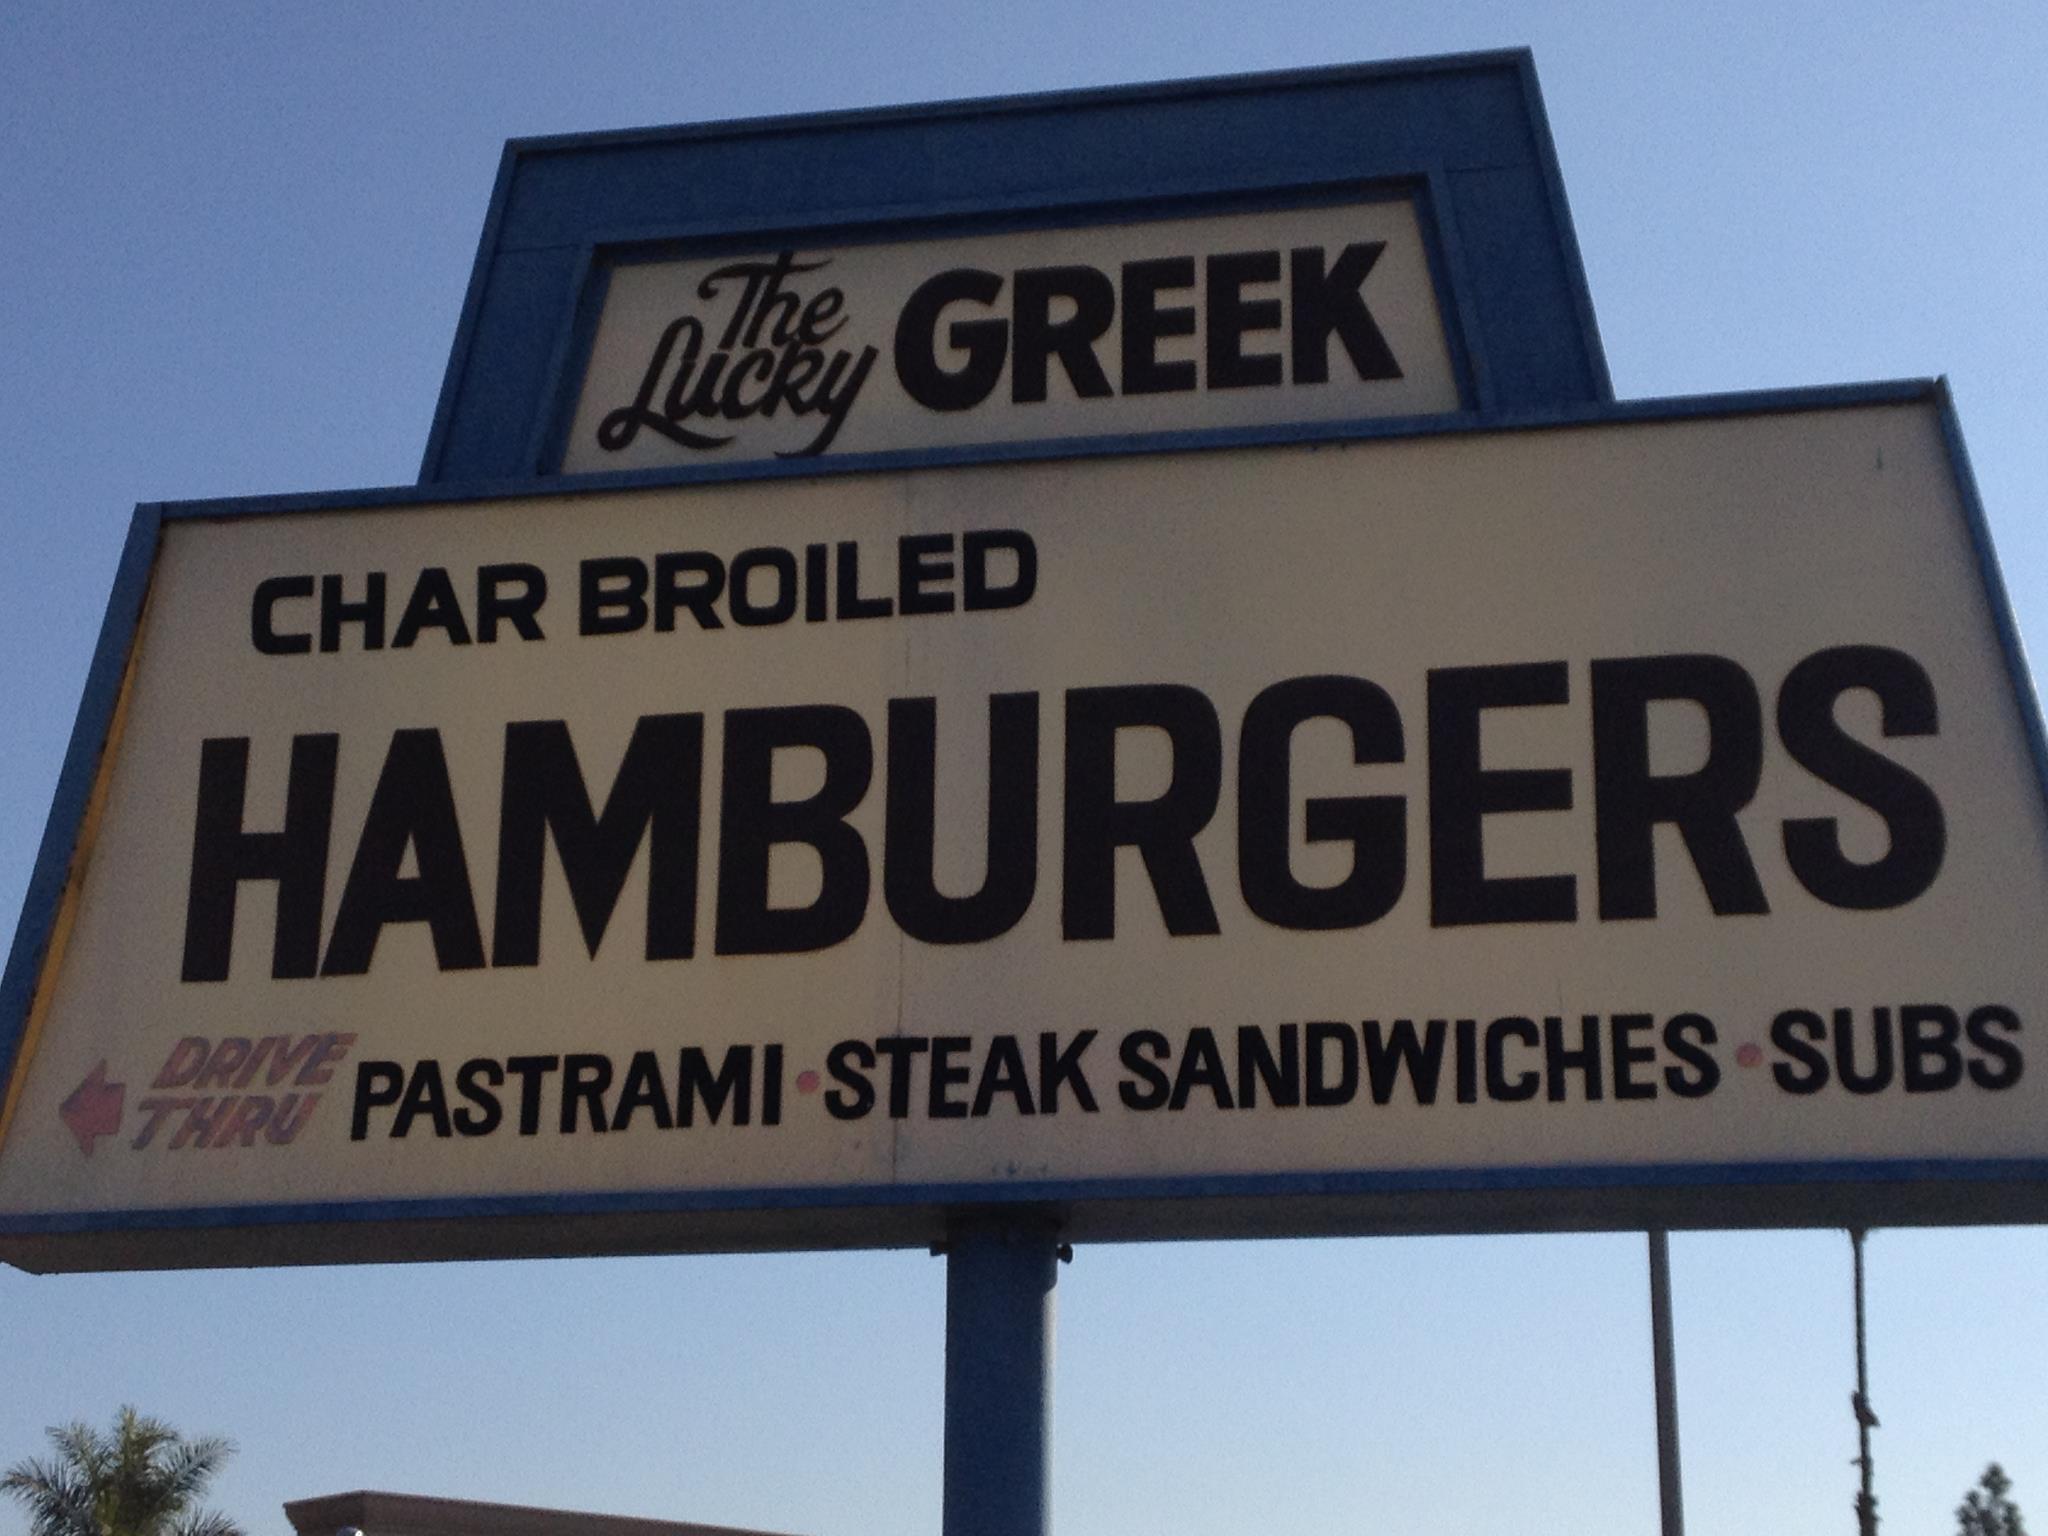 The
Lucky GREEK
CHAR BROILED
HAMBURGERS
DRIVE
THRU
PASTRAMI • STEAK SANDWICHES • SUBS